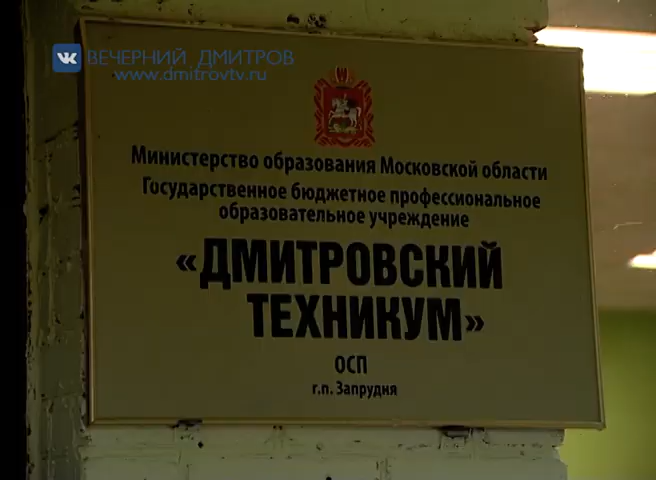 ВЕЧЕРНИЙ ДМИТРОВ
www.dmitrovtv.ru
Министерство образования Московской области
Государственное бюджетное профессиональное
образовательное учреждение
«ДМИТРОВСКИЙ
ТЕХНИКУМ»
ОСП
г.п. Запрудня